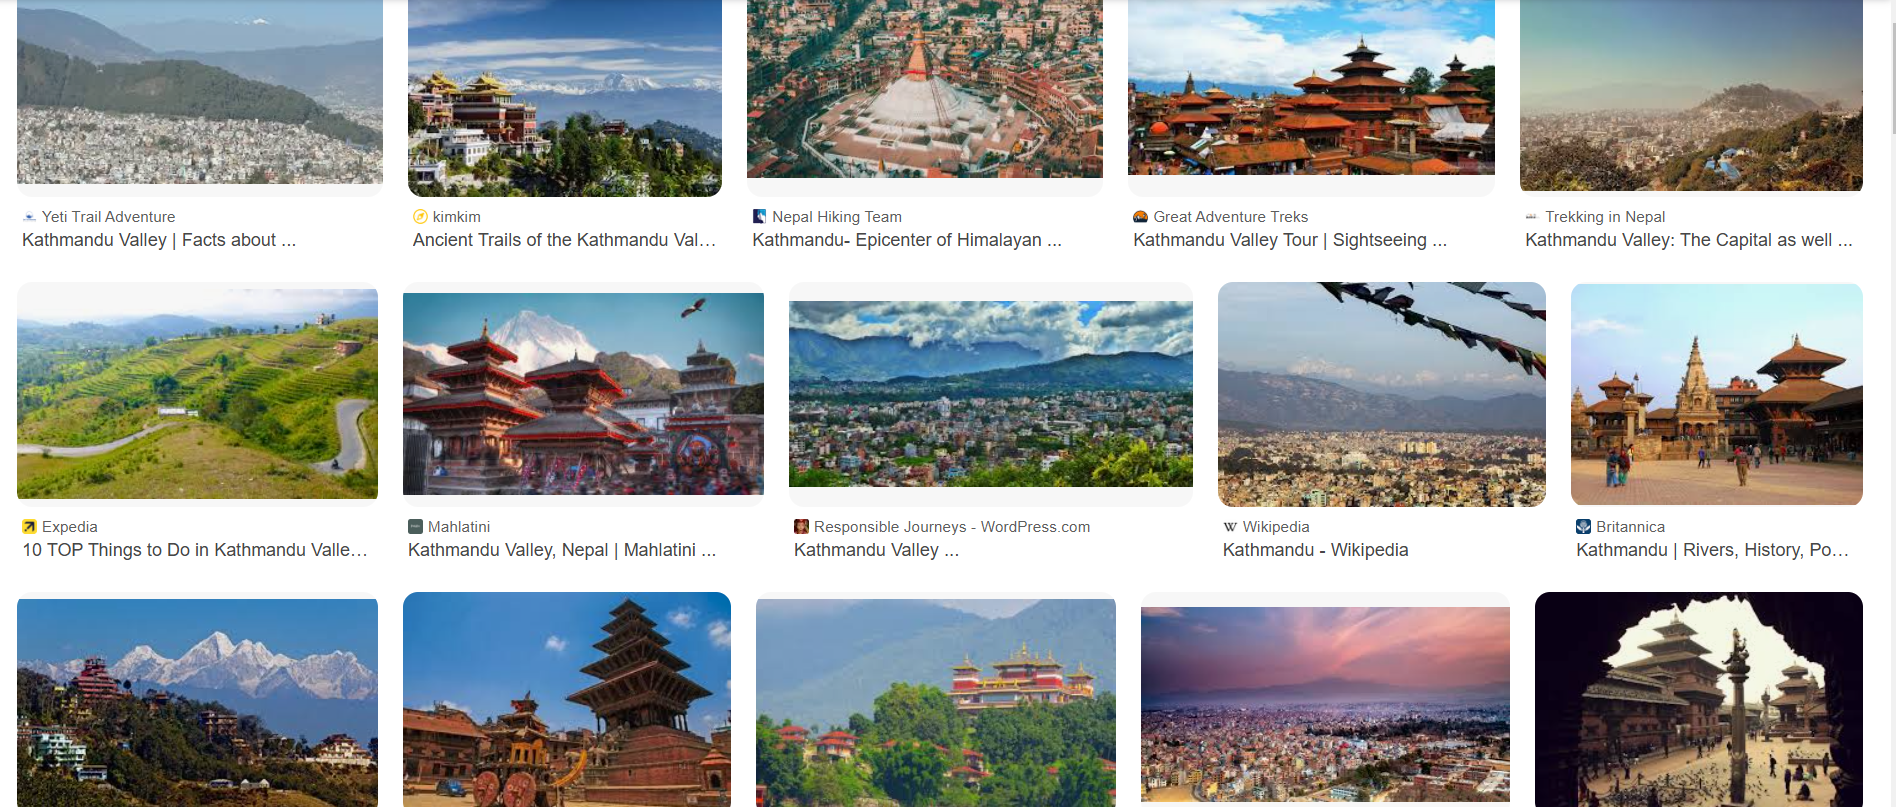 Yeti Trail Adventure
Kathmandu Valley | Facts about ...
kimkim
Ancient Trails of the Kathmandu Val...
Nepal Hiking Team
Kathmandu- Epicenter of Himalayan ...
Great Adventure Treks
Kathmandu Valley Tour | Sightseeing ...
Trekking in Nepal
Kathmandu Valley: The Capital as well ...
Expedia
10 TOP Things to Do in Kathmandu Valle...
Mahlatini
Kathmandu Valley, Nepal | Mahlatini ...
Responsible Journeys - WordPress.com
Kathmandu Valley ...
W Wikipedia
Kathmandu - Wikipedia
Britannica
Kathmandu | Rivers, History, Po...